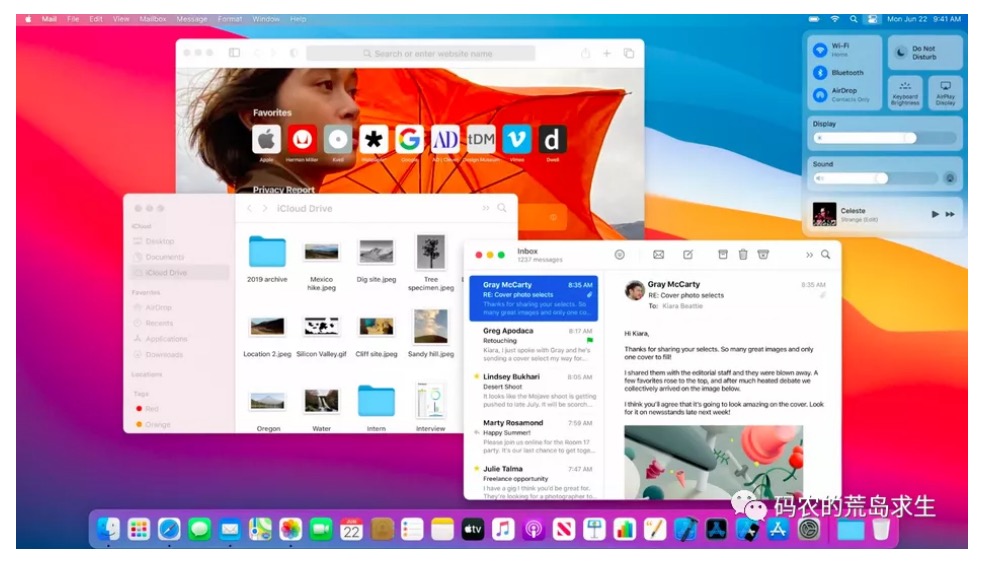 Mail File Edit View Mailbox Message Format Window Help
Mon Jun 22 9:41 AM
Search or enter website name
Favorites
Apple
Herman Miller
Kvell
Google
Vimeo
Dwell
AD
tDM
d
Privacy Report
Wi-Fi
Home
Bluetooth
AirDrop
Contacts Only
Do Not
Disturb
Keyboard
Brightness
AirPlay
Display
Display
Sound
Celeste
Strange (Edit)
iCloud
Desktop
Documents
iCloud Drive
Favorites
AirDrop
Recents
Applications
Downloads
Locations
Tags
Red
Orange
iCloud Drive
2019 archive
Mexico
hike.jpeg
Dig site.jpeg
Tree
specimen.jpeg
Location 2.jpeg
Silicon Valley.gif
Cliff site.jpeg
Sandy hill.jpeg
Oregon
Water
Intern
Interview
Inbox
1237 messages
Gray McCarty 8:35 AM
RE: Cover photo selects
Thanks for sharing your selects. So
many great images and only one co...
Greg Apodaca 8:17 AM
Retouching
Kiara, I just spoke with Gray and he's
sending a cover select my way for...
Lindsey Bukhari 8:05 AM
Desert Shoot
It looks like the Mojave shoot is getting
pushed to late July. It will be scorch...
Marty Rosamond 7:59 AM
Happy Summer!
Please join us online for the Room 17
party. It's our last chance to get toge...
Julie Talma 7:47 AM
Freelance opportunity
I have a gig I think you'd be great for.
They're looking for a photographer to...
Gray McCarty 8:35 AM
RE: Cover photo selects
To: Kiara Beattie
Hi Kiara,
Thanks for sharing your selects. So many great images and only
one cover to fill!
I shared them with the editorial staff and they were blown away. A
few favorites rose to the top, and after much heated debate we
collectively arrived on the image below.
I think you'll agree that it's going to look amazing on the cover. Look
for it on newsstands late next week!
码农的荒岛求生
22
tv